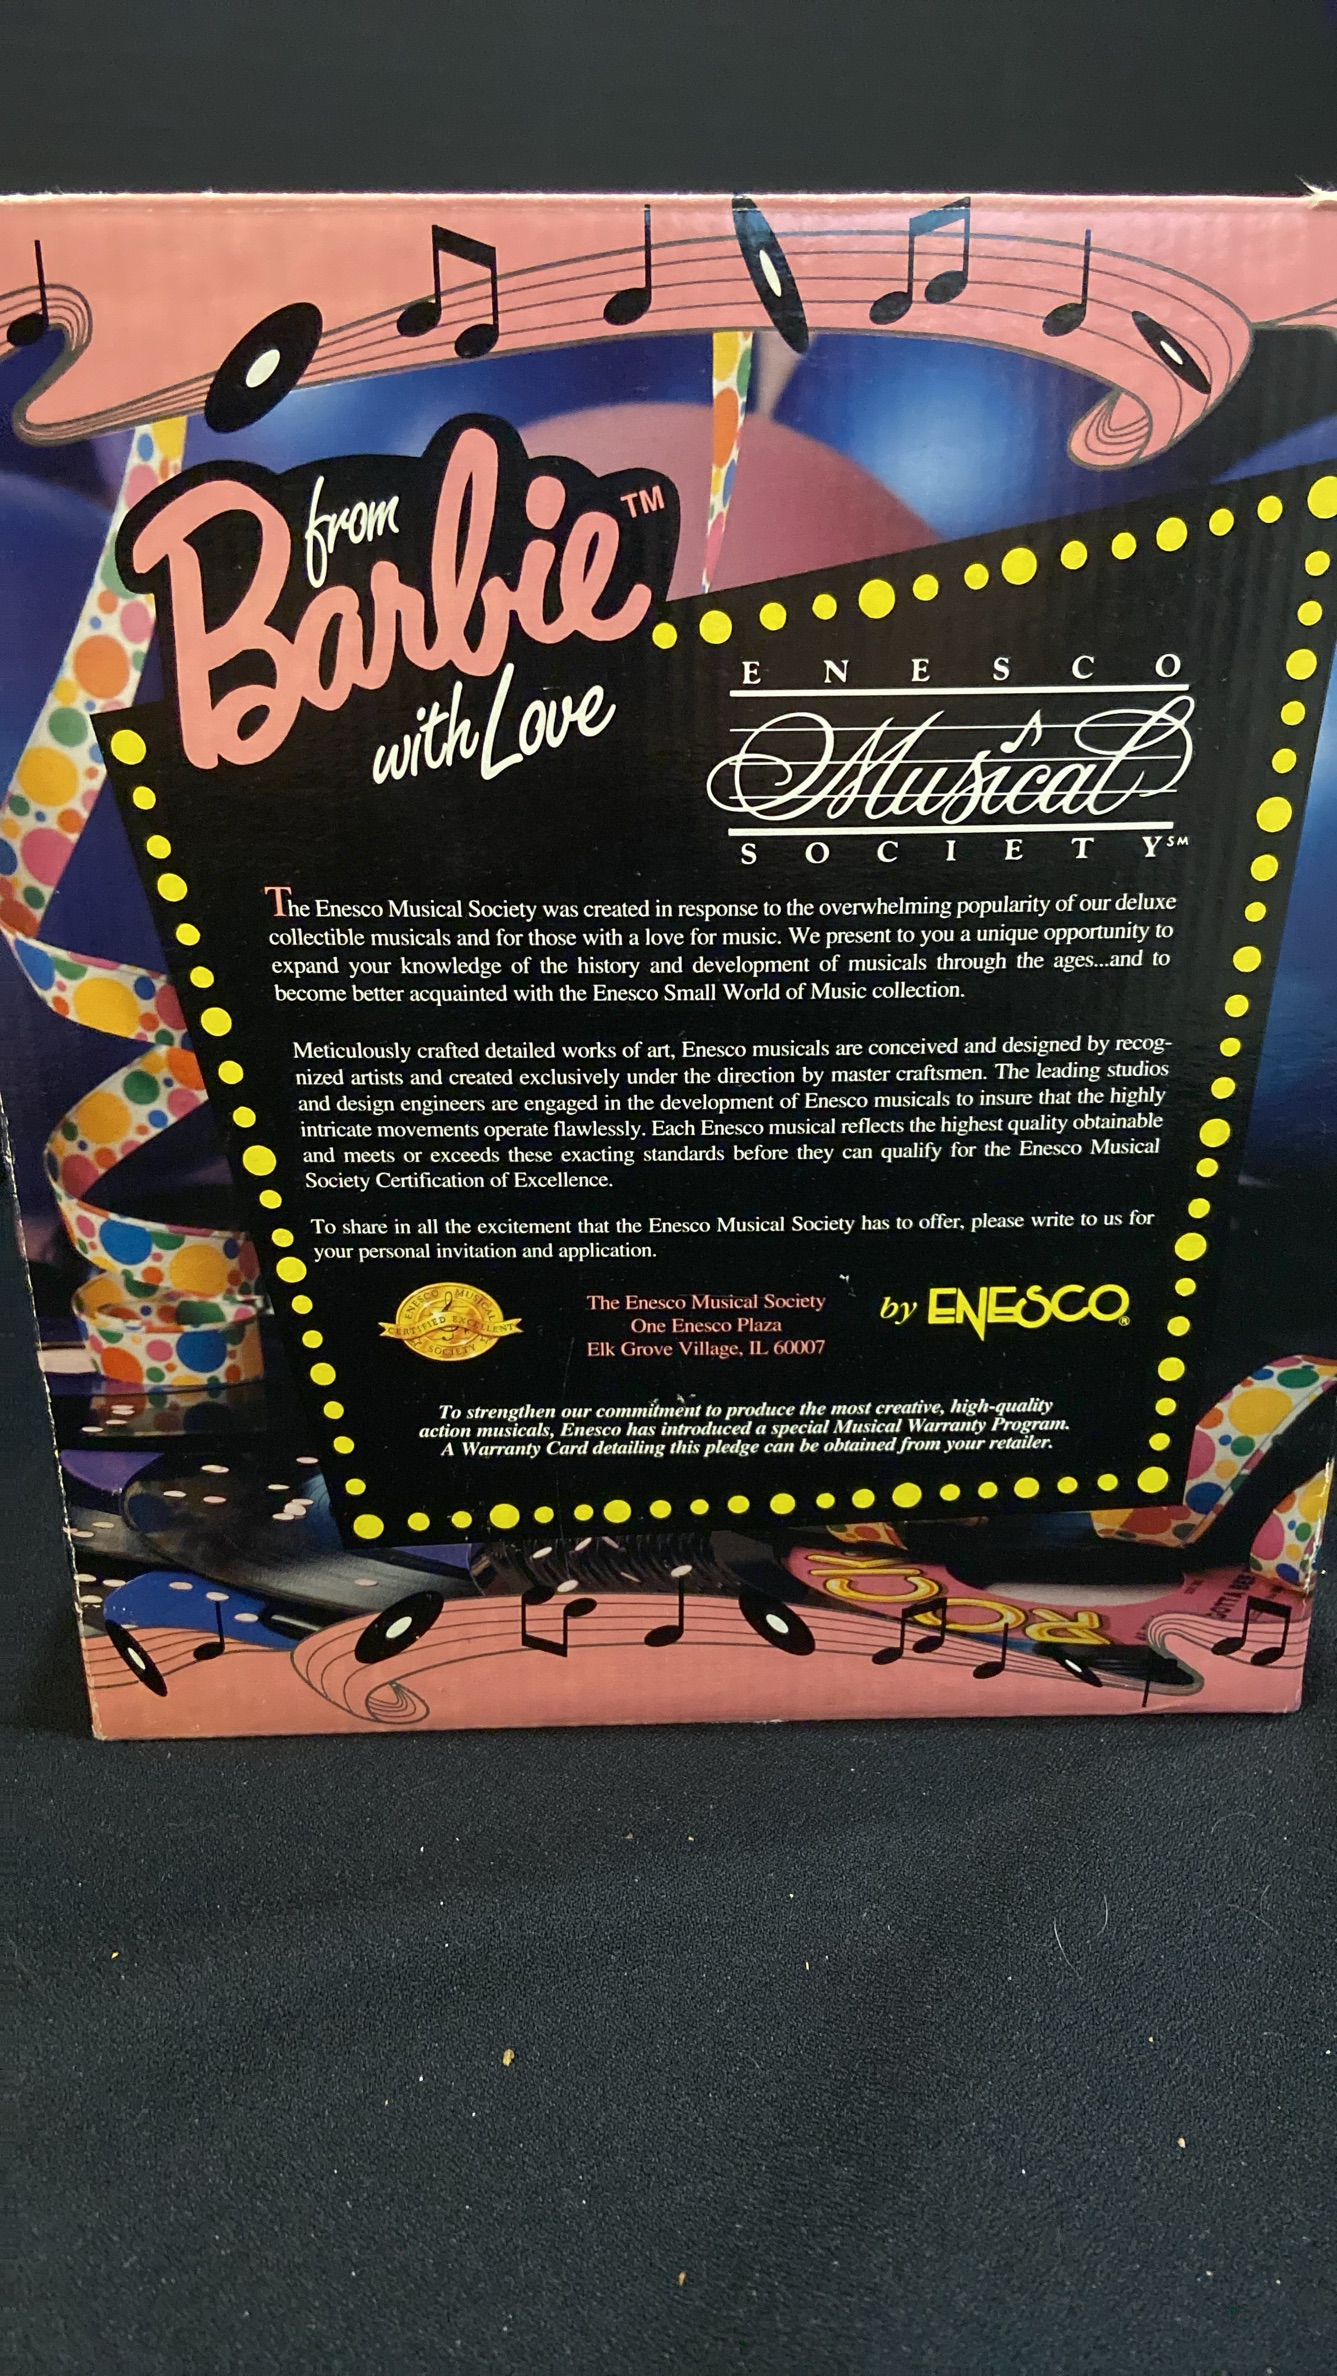 from
Barbie™
with Love
ENESCO
Musical
SOCIETY℠
The Enesco Musical Society was created in response to the overwhelming popularity of our deluxe
collectible musicals and for those with a love for music. We present to you a unique opportunity to
expand your knowledge of the history and development of musicals through the ages...and to
become better acquainted with the Enesco Small World of Music collection.
Meticulously crafted detailed works of art, Enesco musicals are conceived and designed by recog-
nized artists and created exclusively under the direction by master craftsmen. The leading studios
and design engineers are engaged in the development of Enesco musicals to insure that the highly
intricate movements operate flawlessly. Each Enesco musical reflects the highest quality obtainable
and meets or exceeds these exacting standards before they can qualify for the Enesco Musical
Society Certification of Excellence.
To share in all the excitement that the Enesco Musical Society has to offer, please write to us for
your personal invitation and application.
ENESCO MUSICAL
CERTIFIED EXCELLENT
SOCIETY
The Enesco Musical Society
One Enesco Plaza
Elk Grove Village, IL 60007
by ENESCO®
To strengthen our commitment to produce the most creative, high-quality
action musicals, Enesco has introduced a special Musical Warranty Program.
A Warranty Card detailing this pledge can be obtained from your retailer.
ROCK